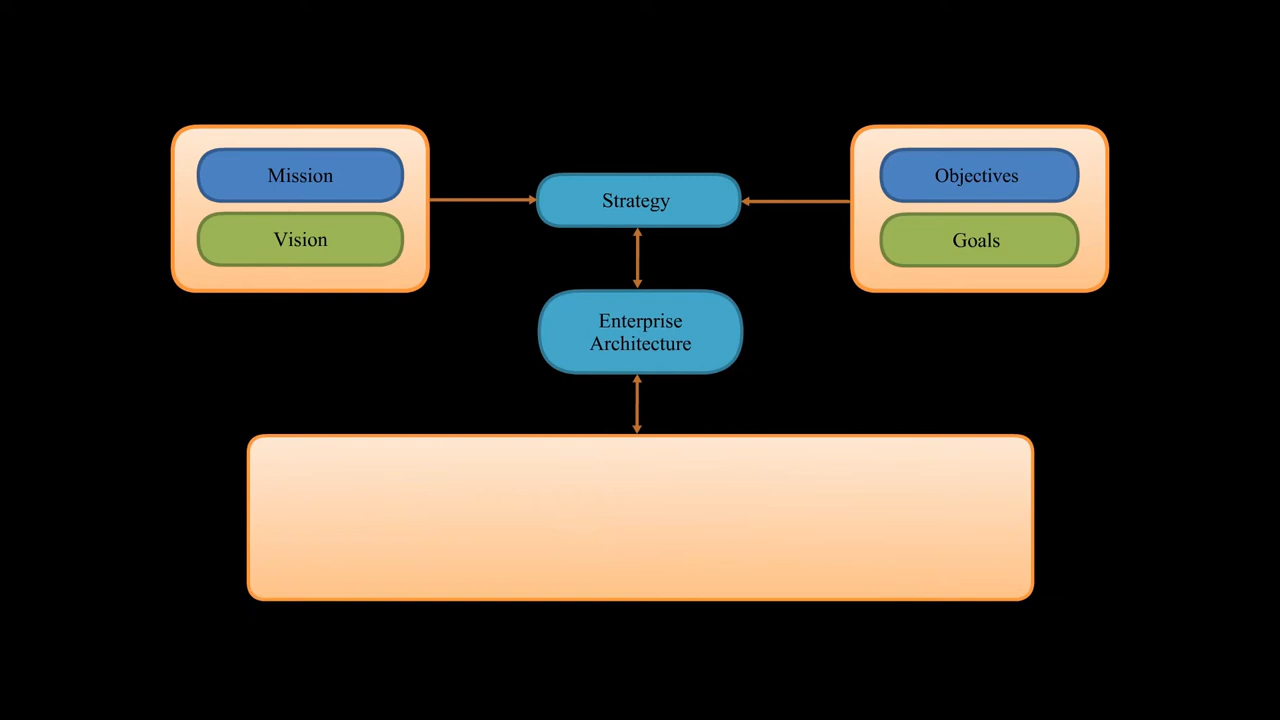 Mission
Vision
Strategy
Objectives
Goals
Enterprise
Architecture